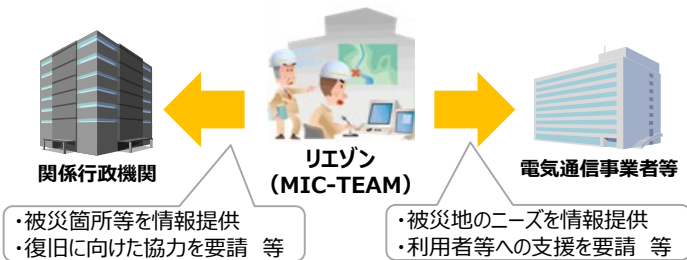 関係行政機関
リエゾン
（MIC-TEAM）
電気通信事業者等
・被災箇所等を情報提供
・復旧に向けた協力を要請 等
・被災地のニーズを情報提供
・利用者等への支援を要請 等